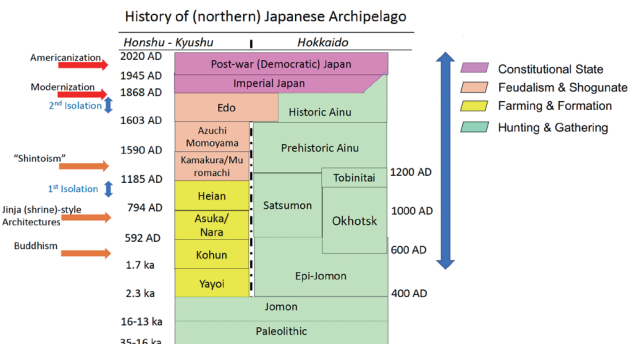 History of (northern) Japanese Archipelago
Honshu - Kyushu
Hokkaido
2020 AD
Americanization
Post-war (Democratic) Japan
1945 AD
Imperial Japan
Modernization
1868 AD
2nd Isolation
Edo
Historic Ainu
1603 AD
Azuchi
Momoyama
Prehistoric Ainu
1590 AD
"Shintoism"
Kamakura/Mu
romachi
1200 AD
1185 AD
Tobinitai
1st Isolation
Heian
Satsumon
794 AD
Jinja (shrine)-style
Architectures
Asuka/
Nara
Okhotsk
1000 AD
592 AD
Buddhism
Kohun
600 AD
1.7 ka
Epi-Jomon
Yayoi
2.3 ka
400 AD
Jomon
16-13 ka
Paleolithic
35-16 ka
Constitutional State
Feudalism & Shogunate
Farming & Formation
Hunting & Gathering